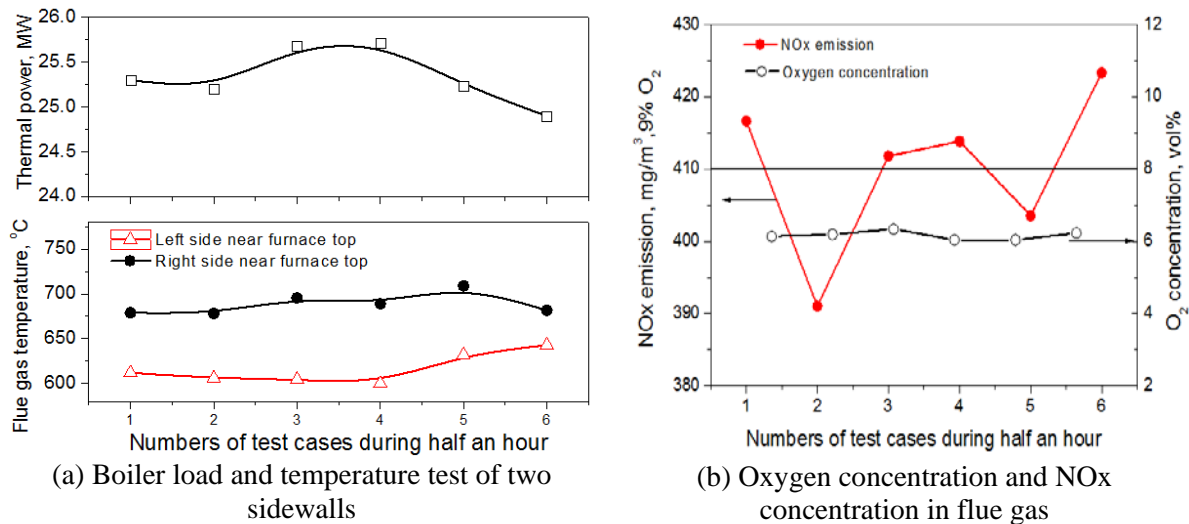 26.0
25.5
25.0
24.5
24.0
Thermal power, MW
750
700
650
600
Flue gas temperature, °C
Left side near furnace top
Right side near furnace top
1 2 3 4 5 6
Numbers of test cases during half an hour
(a) Boiler load and temperature test of two
sidewalls
430
420
410
400
390
380
NOx emission, mg/m³,9% O₂
NOx emission
Oxygen concentration
12
10
8
6
4
2
O₂ concentration, vol%
1 2 3 4 5 6
Numbers of test cases during half an hour
(b) Oxygen concentration and NOx
concentration in flue gas